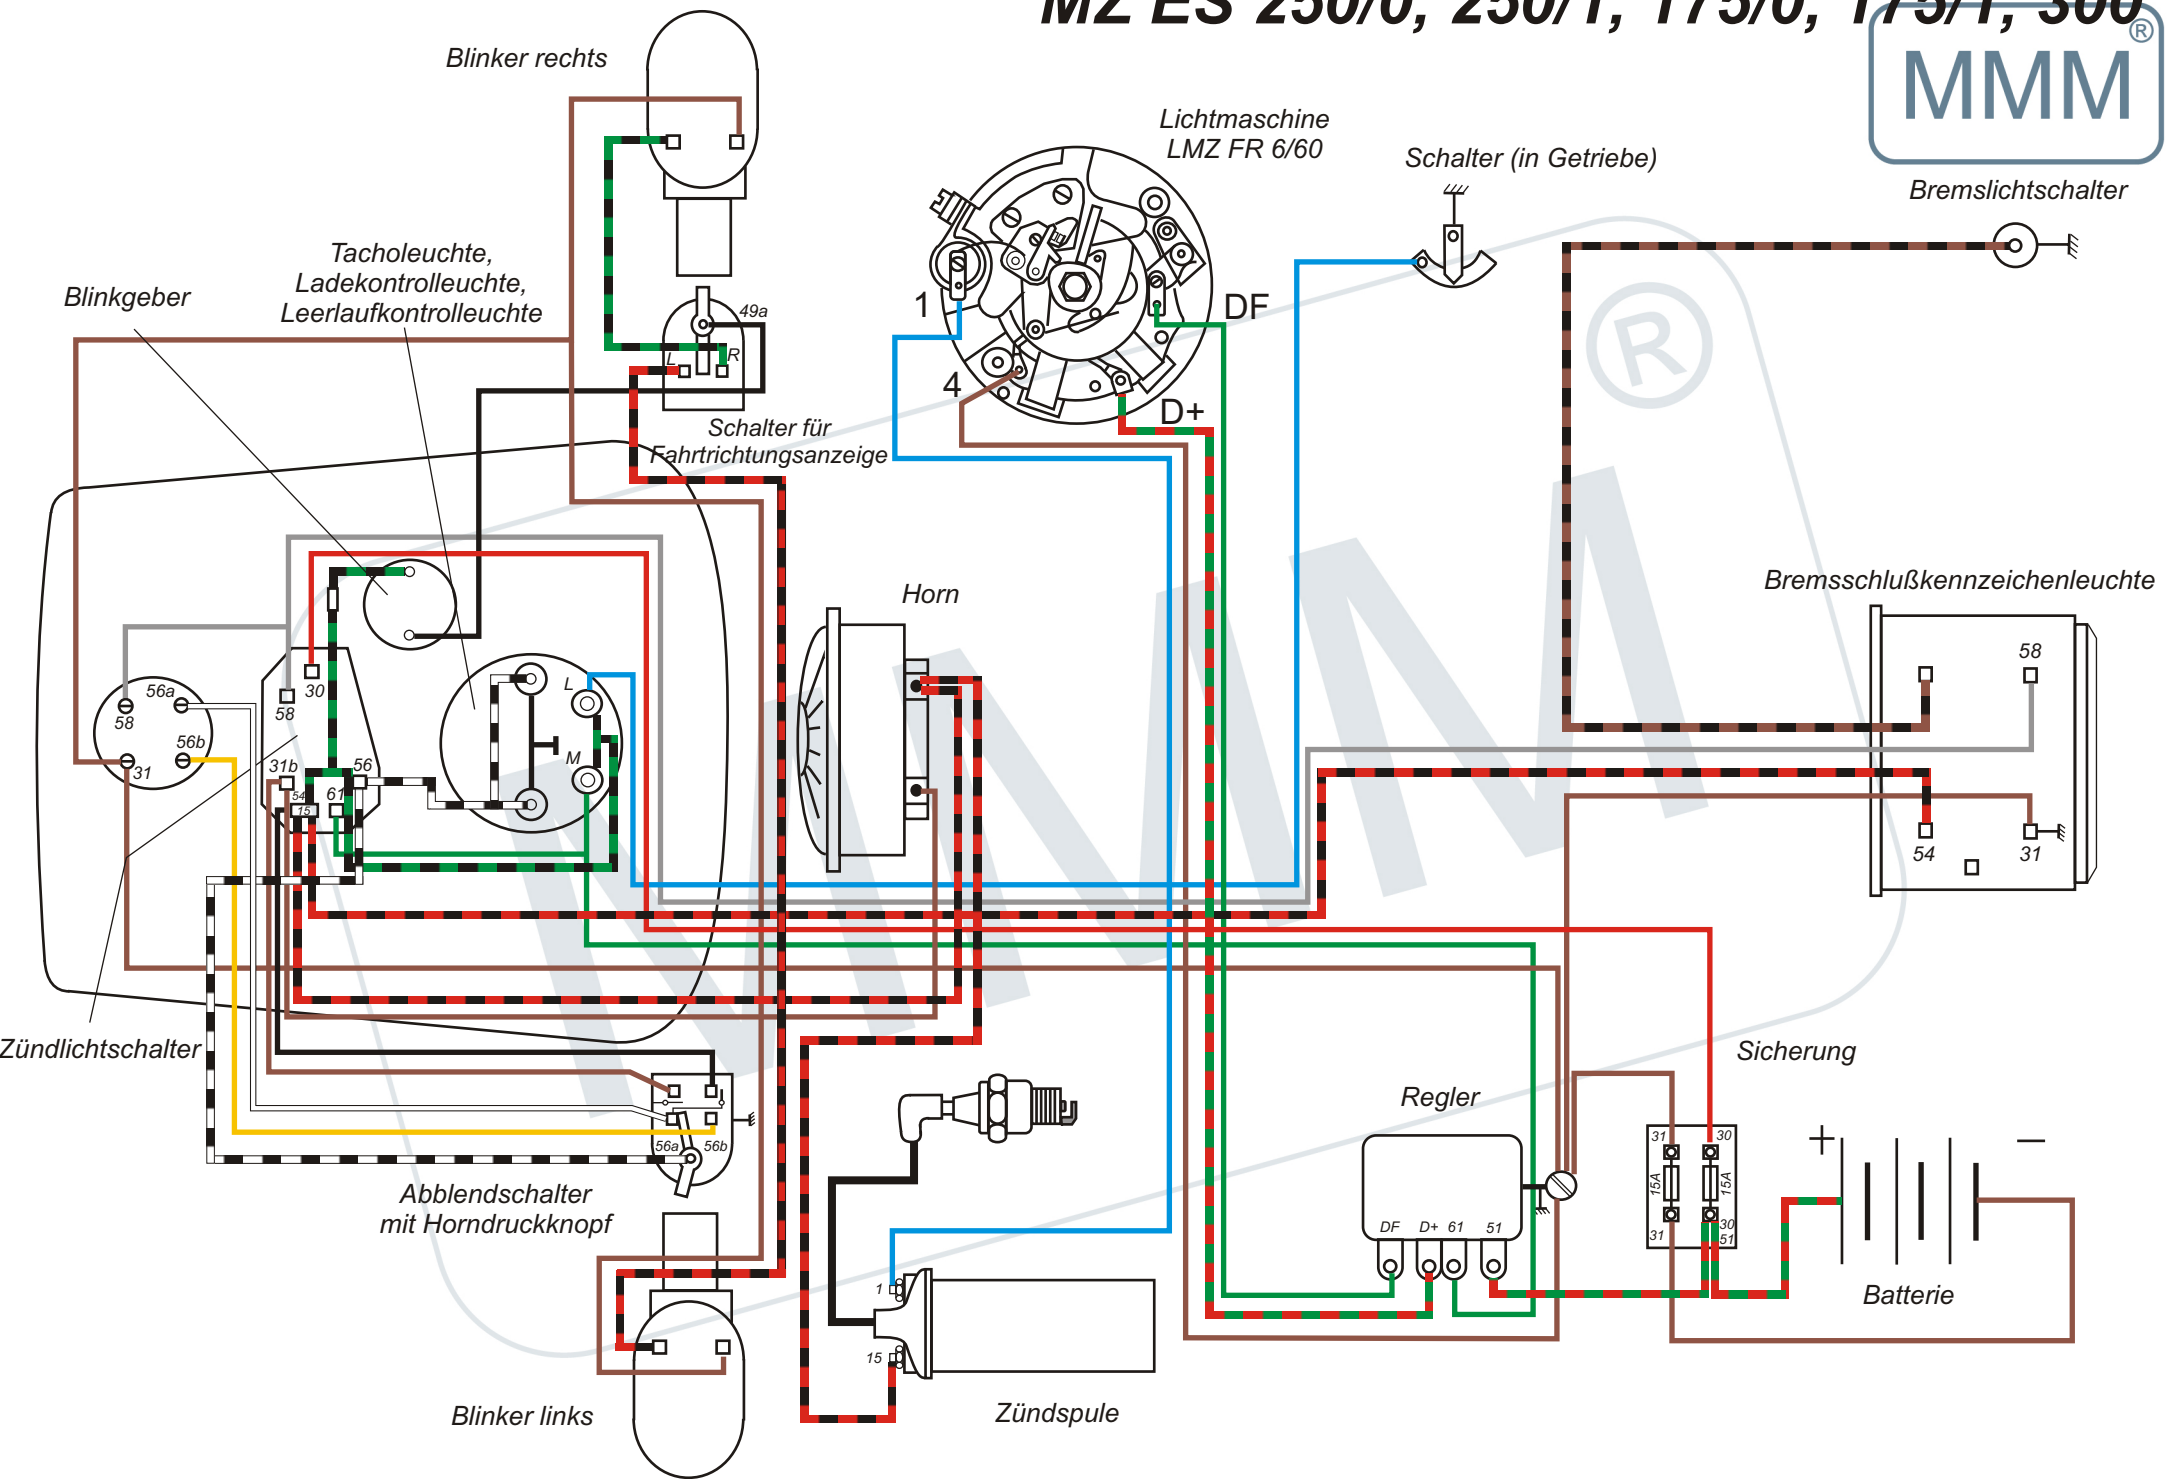 MZ ES 250/0, 250/1, 175/0, 175/1, 300
MMM®
Blinker rechts
Lichtmaschine
LMZ FR 6/60
Schalter (in Getriebe)
Bremslichtschalter
Tacholeuchte,
Ladekontrolleuchte,
Leerlaufkontrolleuchte
Blinkgeber
49a
L
R
1
4
DF
D+
Schalter für
Fahrtrichtungsanzeige
Horn
Bremsschlußkennzeichenleuchte
58
54
31
58
56a
56b
31
30
58
31b
56
54
15
61
L
M
Zündlichtschalter
56a
56b
Abblendschalter
mit Horndruckknopf
Blinker links
1
15
Zündspule
Regler
DF
D+
61
51
Sicherung
31
30
15A
15A
31
30
51
+
—
Batterie
MMM
®